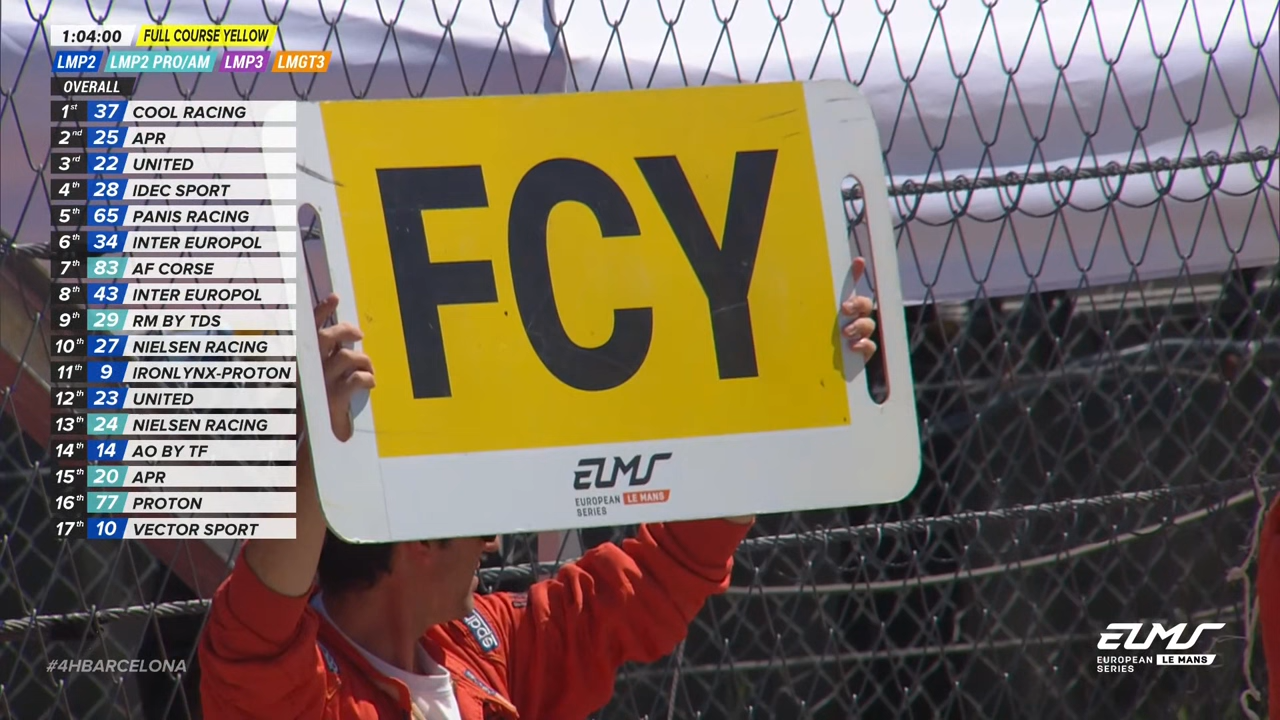 1:04:00 FULL COURSE YELLOW
LMP2 LMP2 PRO/AM LMP3 LMGT3
OVERALL
1st 37 COOL RACING
2nd 25 APR
3rd 22 UNITED
4th 28 IDEC SPORT
5th 65 PANIS RACING
6th 34 INTER EUROPOL
7th 83 AF CORSE
8th 43 INTER EUROPOL
9th 29 RM BY TDS
10th 27 NIELSEN RACING
11th 9 IRONLYNX-PROTON
12th 23 UNITED
13th 24 NIELSEN RACING
14th 14 AO BY TF
15th 20 APR
16th 77 PROTON
17th 10 VECTOR SPORT
FCY
ELMS
EUROPEAN LE MANS
SERIES
Sparco
#4HBARCELONA
ELMS
EUROPEAN LE MANS
SERIES